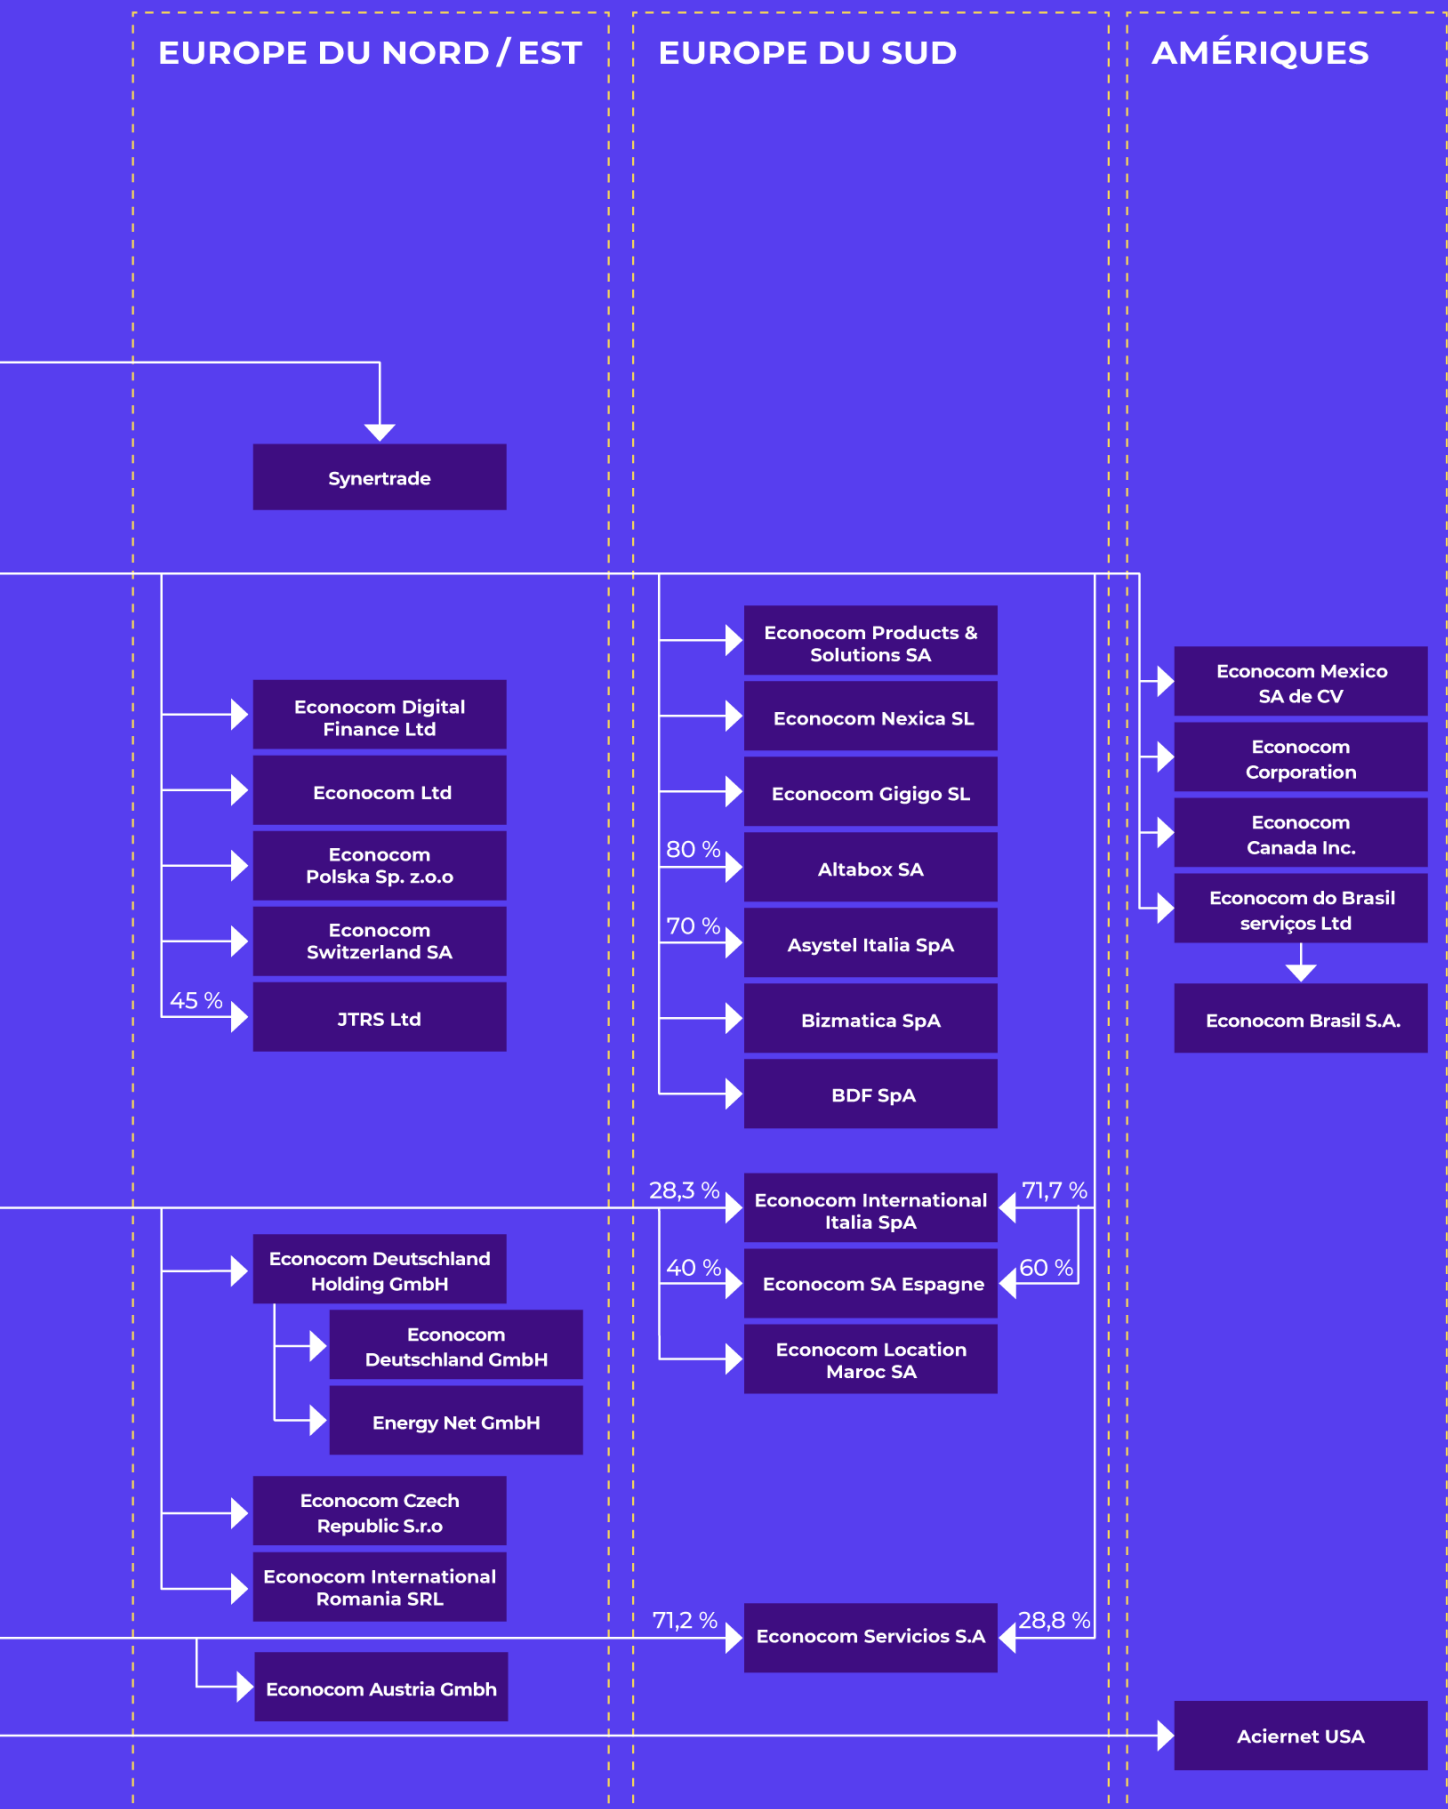 EUROPE DU NORD / EST
Synertrade
Econocom Digital
Finance Ltd
Econocom Ltd
Econocom
Polska Sp. z.o.o
Econocom
Switzerland SA
45 %
JTRS Ltd
Econocom Deutschland
Holding GmbH
Econocom
Deutschland GmbH
Energy Net GmbH
Econocom Czech
Republic S.r.o
Econocom International
Romania SRL
Econocom Austria Gmbh
EUROPE DU SUD
Econocom Products &
Solutions SA
Econocom Nexica SL
Econocom Gigigo SL
80 %
Altabox SA
70 %
Asystel Italia SpA
Bizmatica SpA
BDF SpA
28,3 %
Econocom International
Italia SpA
71,7 %
40 %
Econocom SA Espagne
60 %
Econocom Location
Maroc SA
71,2 %
Econocom Servicios S.A
28,8 %
AMÉRIQUES
Econocom Mexico
SA de CV
Econocom
Corporation
Econocom
Canada Inc.
Econocom do Brasil
serviços Ltd
Econocom Brasil S.A.
Aciernet USA